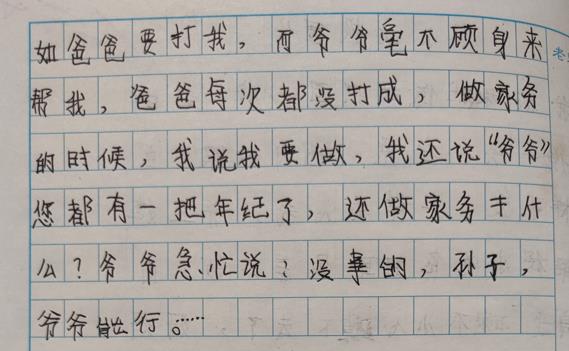 如爸爸要打我，而爷爷毫不顾身来
帮我，爸爸每次都没打成，做家务
的时候，我说我要做，我还说“爷爷”
您都有一把年纪了，还做家务干什
么？爷爷急忙说：没事的，孙子，
爷爷能行。……